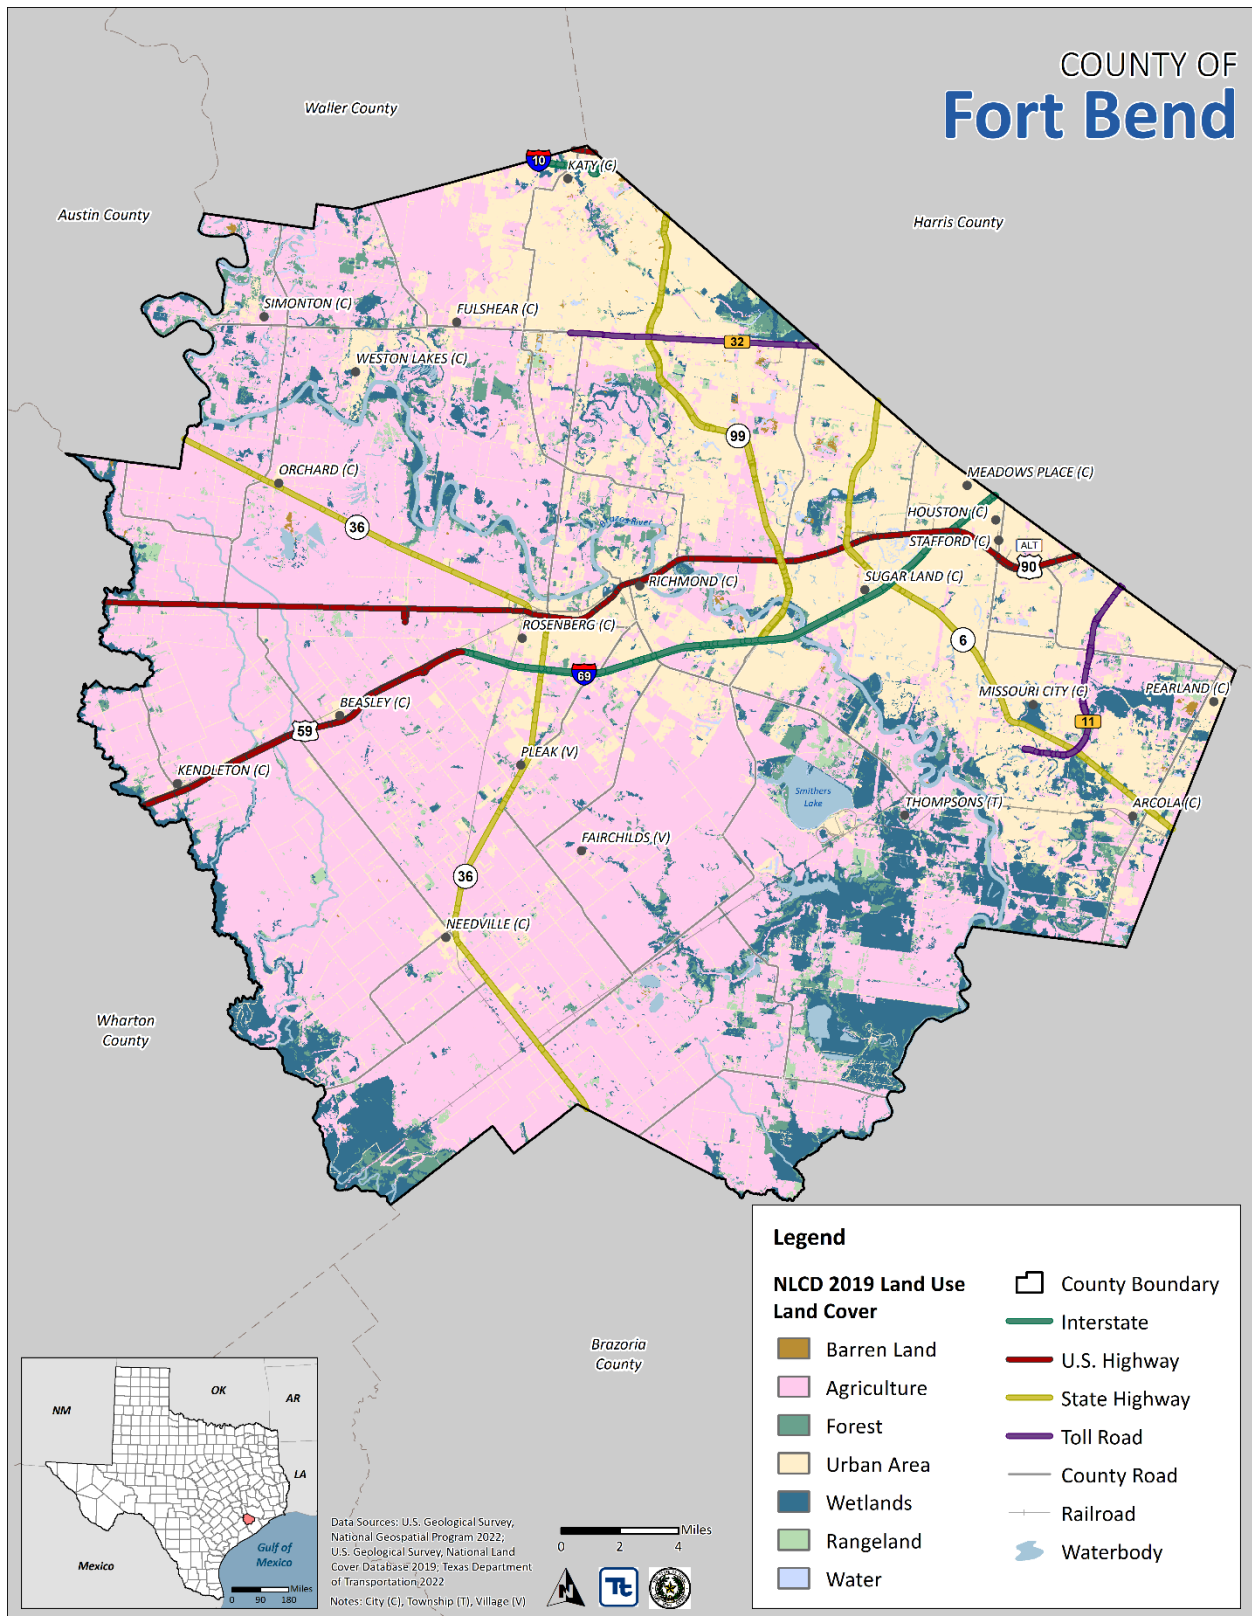 COUNTY OF
Fort Bend
Waller County
Austin County
Harris County
10
KATY (C)
SIMONTON (C)
FULSHEAR (C)
32
WESTON LAKES (C)
99
ORCHARD (C)
36
MEADOWS PLACE (C)
HOUSTON (C)
Brazos River
STAFFORD (C)
ALT
90
RICHMOND (C)
SUGAR LAND (C)
ROSENBERG (C)
6
69
MISSOURI CITY (C)
PEARLAND (C)
BEASLEY (C)
59
11
PLEAK (V)
KENDLETON (C)
Smithers
Lake
THOMPSONS (T)
ARCOLA (C)
FAIRCHILDS (V)
36
NEEDVILLE (C)
Wharton
County
Brazoria
County
Legend
NLCD 2019 Land Use
Land Cover
Barren Land
Agriculture
Forest
Urban Area
Wetlands
Rangeland
Water
County Boundary
Interstate
U.S. Highway
State Highway
Toll Road
County Road
Railroad
Waterbody
NM
OK
AR
LA
Mexico
Gulf of
Mexico
Miles
0 90 180
Data Sources: U.S. Geological Survey,
National Geospatial Program 2022;
U.S. Geological Survey, National Land
Cover Database 2019; Texas Department
of Transportation 2022
Notes: City (C), Township (T), Village (V)
Miles
0 2 4
N
Tt